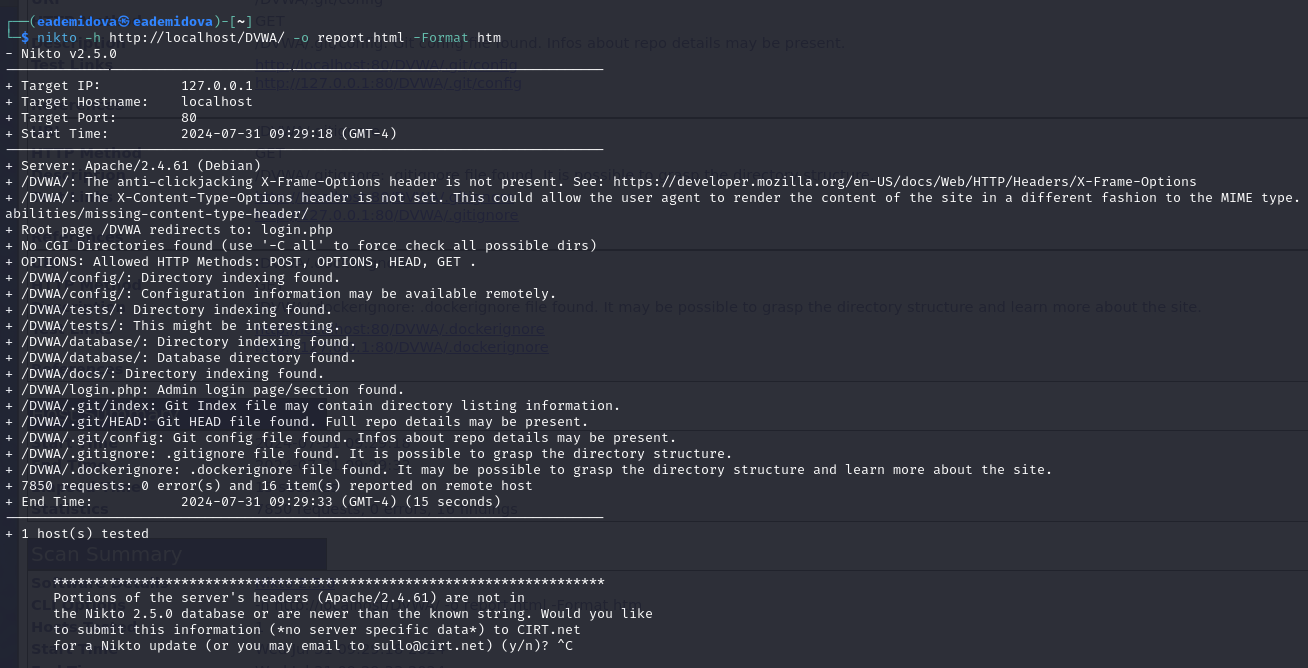 ┌──(eademidova㉿eademidova)-[~]
└─$ nikto -h http://localhost/DVWA/ -o report.html -Format htm
- Nikto v2.5.0
---------------------------------------------------------------------------
+ Target IP:          127.0.0.1
+ Target Hostname:    localhost
+ Target Port:        80
+ Start Time:         2024-07-31 09:29:18 (GMT-4)
---------------------------------------------------------------------------
+ Server: Apache/2.4.61 (Debian)
+ /DVWA/: The anti-clickjacking X-Frame-Options header is not present. See: https://developer.mozilla.org/en-US/docs/Web/HTTP/Headers/X-Frame-Options
+ /DVWA/: The X-Content-Type-Options header is not set. This could allow the user agent to render the content of the site in a different fashion to the MIME type.
abilities/missing-content-type-header/
+ Root page /DVWA redirects to: login.php
+ No CGI Directories found (use '-C all' to force check all possible dirs)
+ OPTIONS: Allowed HTTP Methods: POST, OPTIONS, HEAD, GET .
+ /DVWA/config/: Directory indexing found.
+ /DVWA/config/: Configuration information may be available remotely.
+ /DVWA/tests/: Directory indexing found.
+ /DVWA/tests/: This might be interesting.
+ /DVWA/database/: Directory indexing found.
+ /DVWA/database/: Database directory found.
+ /DVWA/docs/: Directory indexing found.
+ /DVWA/login.php: Admin login page/section found.
+ /DVWA/.git/index: Git Index file may contain directory listing information.
+ /DVWA/.git/HEAD: Git HEAD file found. Full repo details may be present.
+ /DVWA/.git/config: Git config file found. Infos about repo details may be present.
+ /DVWA/.gitignore: .gitignore file found. It is possible to grasp the directory structure.
+ /DVWA/.dockerignore: .dockerignore file found. It may be possible to grasp the directory structure and learn more about the site.
+ 7850 requests: 0 error(s) and 16 item(s) reported on remote host
+ End Time:           2024-07-31 09:29:33 (GMT-4) (15 seconds)
---------------------------------------------------------------------------
+ 1 host(s) tested
Scan Summary
*********************************************************************
Portions of the server's headers (Apache/2.4.61) are not in
the Nikto 2.5.0 database or are newer than the known string. Would you like
to submit this information (*no server specific data*) to CIRT.net
for a Nikto update (or you may email to sullo@cirt.net) (y/n)? ^C